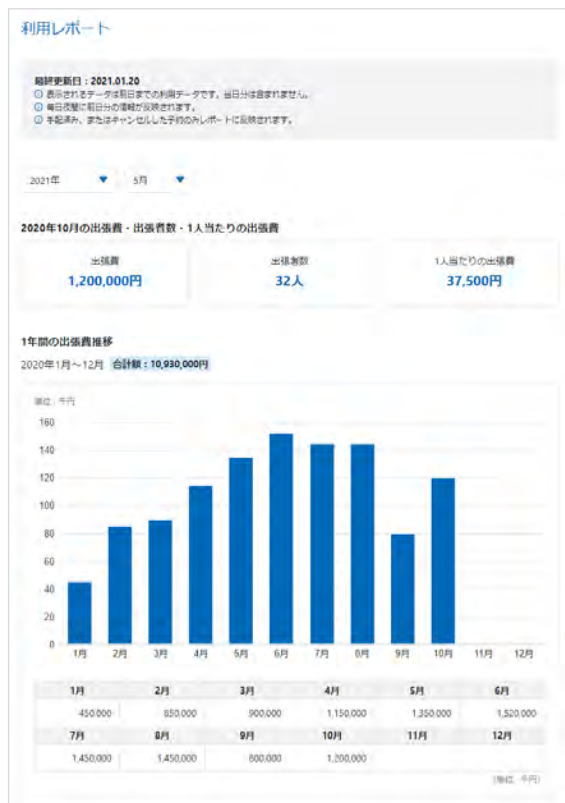 利用レポート
最終更新日：2021.01.20
表示されるデータは前日までの利用データです。当日分は含まれません。
毎日夜間に前日分の情報が反映されます。
手配済み、またはキャンセルした予約のみレポートに反映されます。
2021年 5月
2020年10月の出張費・出張者数・1人当たりの出張費
出張費 出張者数 1人当たりの出張費
1,200,000円 32人 37,500円
1年間の出張費推移
2020年1月～12月 合計額：10,930,000円
単位：千円
160
140
120
100
80
60
40
20
0
1月 2月 3月 4月 5月 6月 7月 8月 9月 10月 11月 12月
1月 2月 3月 4月 5月 6月
450,000 850,000 900,000 1,150,000 1,350,000 1,520,000
7月 8月 9月 10月 11月 12月
1,450,000 1,450,000 800,000 1,200,000
（単位：千円）